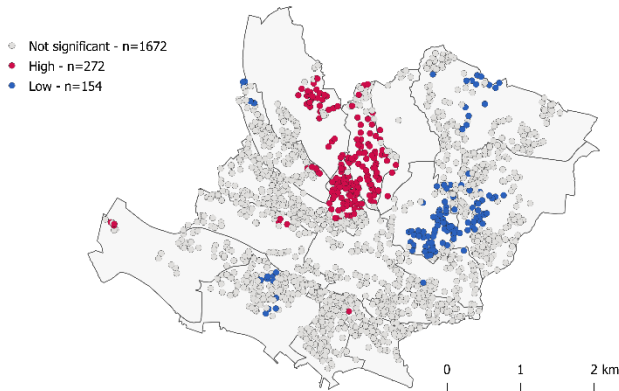 Not significant - n=1672
High - n=272
Low - n=154
0 1 2 km